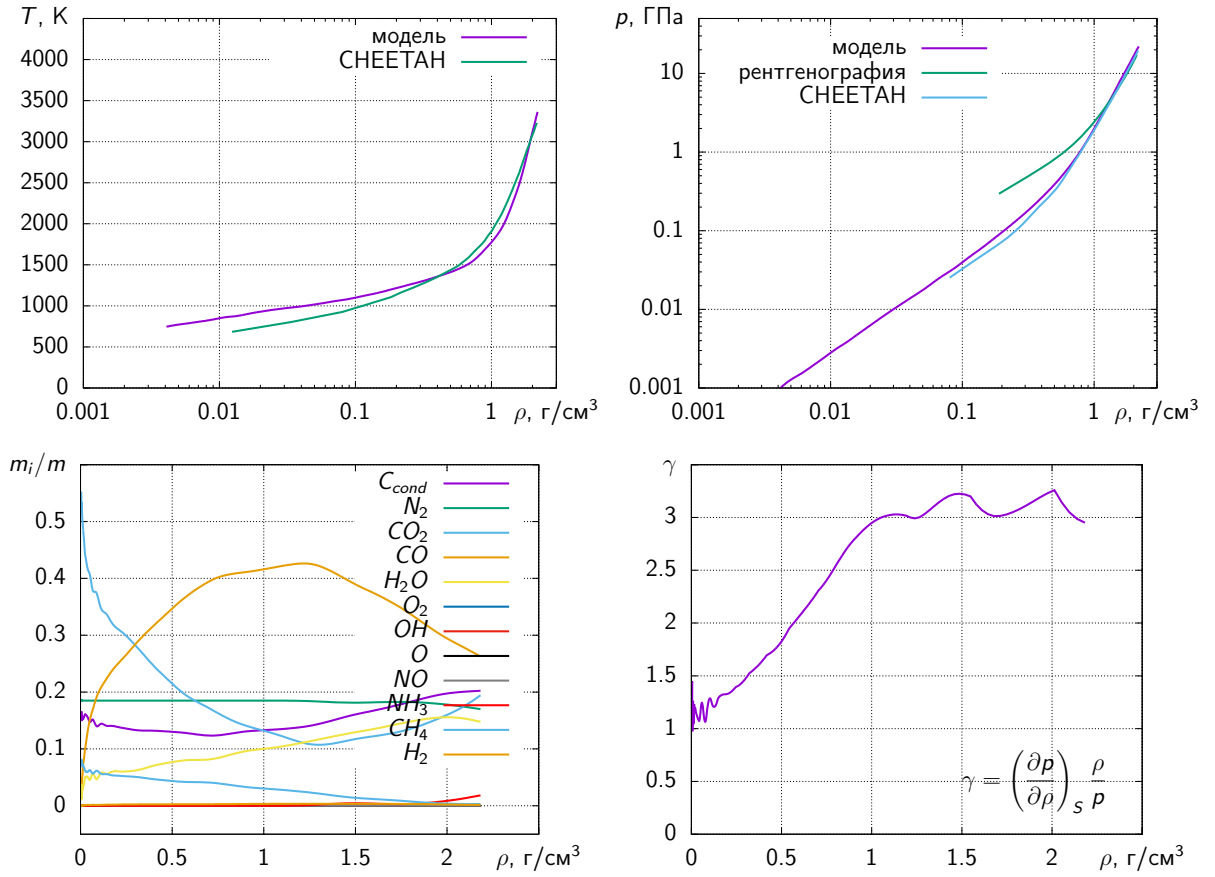 T, K
4000
3500
3000
2500
2000
1500
1000
500
0
0.001
0.01
0.1
1
ρ, г/см³
модель
CHEETAH
p, ГПа
10
1
0.1
0.01
0.001
0.001
0.01
0.1
1
ρ, г/см³
модель
рентгенография
CHEETAH
mᵢ/m
0.5
0.4
0.3
0.2
0.1
0
0
0.5
1
1.5
2
ρ, г/см³
C_cond
N₂
CO₂
CO
H₂O
O₂
OH
O
NO
NH₃
CH₄
H₂
γ
3
2.5
2
1.5
1
0.5
0
0
0.5
1
1.5
2
ρ, г/см³
γ = (∂p/∂ρ)_S ρ/p